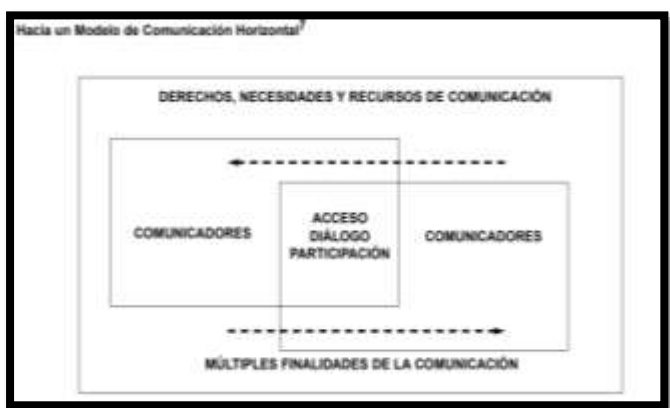 Hacia un Modelo de Comunicación Horizontal⁷
DERECHOS, NECESIDADES Y RECURSOS DE COMUNICACIÓN
COMUNICADORES
ACCESO
DIÁLOGO
PARTICIPACIÓN
COMUNICADORES
MÚLTIPLES FINALIDADES DE LA COMUNICACIÓN